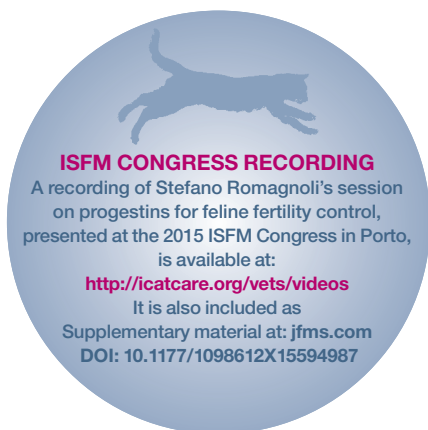 ISFM CONGRESS RECORDING
A recording of Stefano Romagnoli's session
on progestins for feline fertility control,
presented at the 2015 ISFM Congress in Porto,
is available at:
http://icatcare.org/vets/videos
It is also included as
Supplementary material at: jfms.com
DOI: 10.1177/1098612X15594987